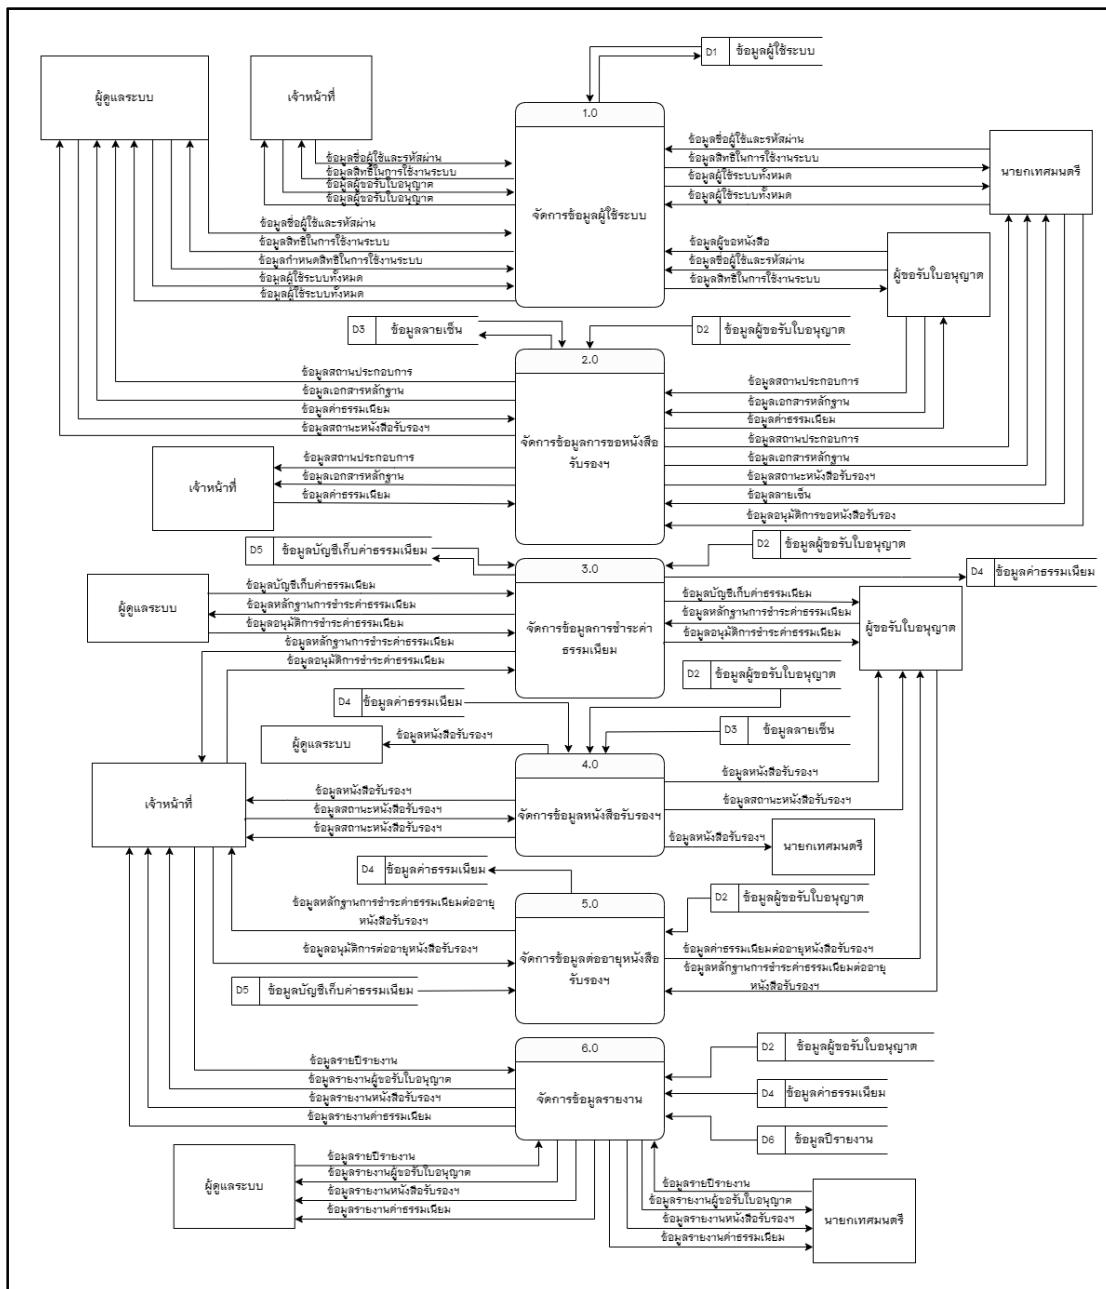 D1 ข้อมูลผู้ใช้ระบบ
ผู้ดูแลระบบ
เจ้าหน้าที่
1.0
จัดการข้อมูลผู้ใช้ระบบ
นายกเทศมนตรี
ข้อมูลชื่อผู้ใช้และรหัสผ่าน
ข้อมูลสิทธิในการใช้งานระบบ
ข้อมูลผู้ขอรับใบอนุญาต
ข้อมูลผู้ขอรับใบอนุญาต
ข้อมูลชื่อผู้ใช้และรหัสผ่าน
ข้อมูลสิทธิในการใช้งานระบบ
ข้อมูลผู้ใช้ระบบทั้งหมด
ข้อมูลผู้ใช้ระบบทั้งหมด
ข้อมูลชื่อผู้ใช้และรหัสผ่าน
ข้อมูลสิทธิในการใช้งานระบบ
ข้อมูลกำหนดสิทธิในการใช้งานระบบ
ข้อมูลผู้ใช้ระบบทั้งหมด
ข้อมูลผู้ใช้ระบบทั้งหมด
ข้อมูลผู้ขอหนังสือ
ข้อมูลชื่อผู้ใช้และรหัสผ่าน
ข้อมูลสิทธิในการใช้งานระบบ
ผู้ขอรับใบอนุญาต
D3 ข้อมูลลายเซ็น
D2 ข้อมูลผู้ขอรับใบอนุญาต
2.0
จัดการข้อมูลการขอหนังสือ
รับรองฯ
ข้อมูลสถานประกอบการ
ข้อมูลเอกสารหลักฐาน
ข้อมูลค่าธรรมเนียม
ข้อมูลสถานะหนังสือรับรองฯ
เจ้าหน้าที่
ข้อมูลสถานประกอบการ
ข้อมูลเอกสารหลักฐาน
ข้อมูลค่าธรรมเนียม
ข้อมูลสถานประกอบการ
ข้อมูลเอกสารหลักฐาน
ข้อมูลค่าธรรมเนียม
ข้อมูลสถานประกอบการ
ข้อมูลเอกสารหลักฐาน
ข้อมูลสถานะหนังสือรับรองฯ
ข้อมูลลายเซ็น
ข้อมูลอนุมัติการขอหนังสือรับรอง
D5 ข้อมูลบัญชีเก็บค่าธรรมเนียม
D2 ข้อมูลผู้ขอรับใบอนุญาต
D4 ข้อมูลค่าธรรมเนียม
3.0
จัดการข้อมูลการชำระค่า
ธรรมเนียม
ผู้ดูแลระบบ
ข้อมูลบัญชีเก็บค่าธรรมเนียม
ข้อมูลหลักฐานการชำระค่าธรรมเนียม
ข้อมูลอนุมัติการชำระค่าธรรมเนียม
ข้อมูลหลักฐานการชำระค่าธรรมเนียม
ข้อมูลอนุมัติการชำระค่าธรรมเนียม
ข้อมูลบัญชีเก็บค่าธรรมเนียม
ข้อมูลหลักฐานการชำระค่าธรรมเนียม
ข้อมูลอนุมัติการชำระค่าธรรมเนียม
ผู้ขอรับใบอนุญาต
D2 ข้อมูลผู้ขอรับใบอนุญาต
D4 ข้อมูลค่าธรรมเนียม
D3 ข้อมูลลายเซ็น
ผู้ดูแลระบบ
ข้อมูลหนังสือรับรองฯ
4.0
จัดการข้อมูลหนังสือรับรองฯ
เจ้าหน้าที่
ข้อมูลหนังสือรับรองฯ
ข้อมูลสถานะหนังสือรับรองฯ
ข้อมูลสถานะหนังสือรับรองฯ
ข้อมูลหนังสือรับรองฯ
ข้อมูลสถานะหนังสือรับรองฯ
ข้อมูลหนังสือรับรองฯ
นายกเทศมนตรี
D4 ข้อมูลค่าธรรมเนียม
D2 ข้อมูลผู้ขอรับใบอนุญาต
5.0
จัดการข้อมูลต่ออายุหนังสือ
รับรองฯ
ข้อมูลหลักฐานการชำระค่าธรรมเนียมต่ออายุ
หนังสือรับรองฯ
ข้อมูลอนุมัติการต่ออายุหนังสือรับรองฯ
D5 ข้อมูลบัญชีเก็บค่าธรรมเนียม
ข้อมูลค่าธรรมเนียมต่ออายุหนังสือรับรองฯ
ข้อมูลหลักฐานการชำระค่าธรรมเนียมต่ออายุ
หนังสือรับรองฯ
6.0
จัดการข้อมูลรายงาน
D2 ข้อมูลผู้ขอรับใบอนุญาต
D4 ข้อมูลค่าธรรมเนียม
D6 ข้อมูลปีรายงาน
ข้อมูลรายปีรายงาน
ข้อมูลรายงานผู้ขอรับใบอนุญาต
ข้อมูลรายงานหนังสือรับรองฯ
ข้อมูลรายงานค่าธรรมเนียม
ผู้ดูแลระบบ
ข้อมูลรายปีรายงาน
ข้อมูลรายงานผู้ขอรับใบอนุญาต
ข้อมูลรายงานหนังสือรับรองฯ
ข้อมูลรายงานค่าธรรมเนียม
ข้อมูลรายปีรายงาน
ข้อมูลรายงานผู้ขอรับใบอนุญาต
ข้อมูลรายงานหนังสือรับรองฯ
ข้อมูลรายงานค่าธรรมเนียม
นายกเทศมนตรี